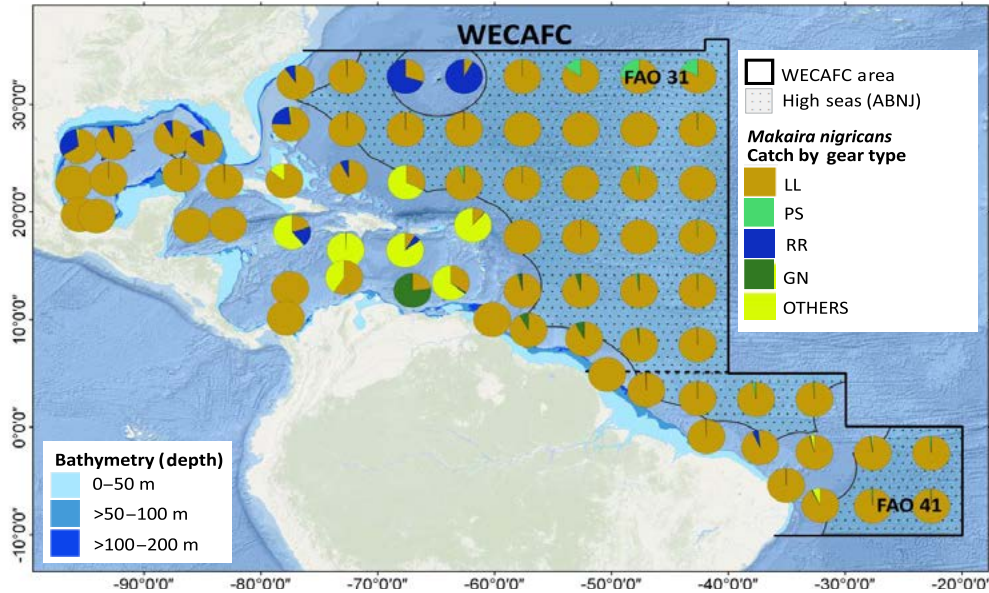 WECAFC
FAO 31
WECAFC area
High seas (ABNJ)
Makaira nigricans
Catch by gear type
LL
PS
RR
GN
OTHERS
30°0'0"
20°0'0"
10°0'0"
0°0'0"
-10°0'0"
Bathymetry (depth)
0–50 m
>50–100 m
>100–200 m
FAO 41
-90°0'0"
-80°0'0"
-70°0'0"
-60°0'0"
-50°0'0"
-40°0'0"
-30°0'0"
-20°0'0"